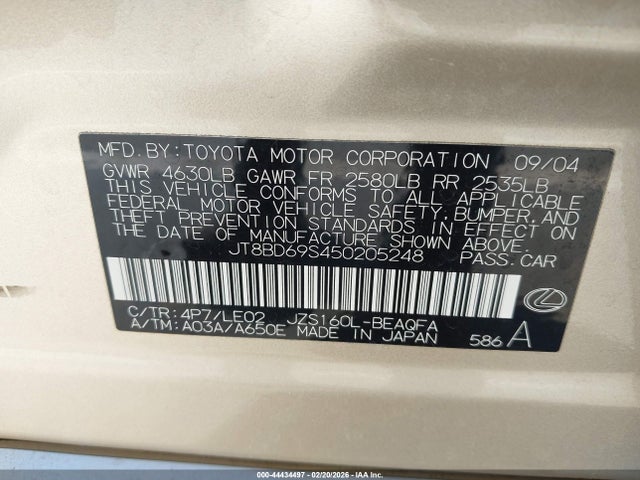 MFD.BY:TOYOTA MOTOR CORPORATION 09/04
GVWR 4630LB GAWR FR 2580LB RR 2535LB
THIS VEHICLE CONFORMS TO ALL APPLICABLE
FEDERAL MOTOR VEHICLE SAFETY,BUMPER,AND
THEFT PREVENTION STANDARDS IN EFFECT ON
THE DATE OF MANUFACTURE SHOWN ABOVE.
JT8BD69S450205248 PASS.CAR
C/TR:4P7/LE02 JZS160L-BEAQFA
A/TM:A03A/A650E MADE IN JAPAN 586 A
000-44434497 - 02/20/2026 - IAA Inc.